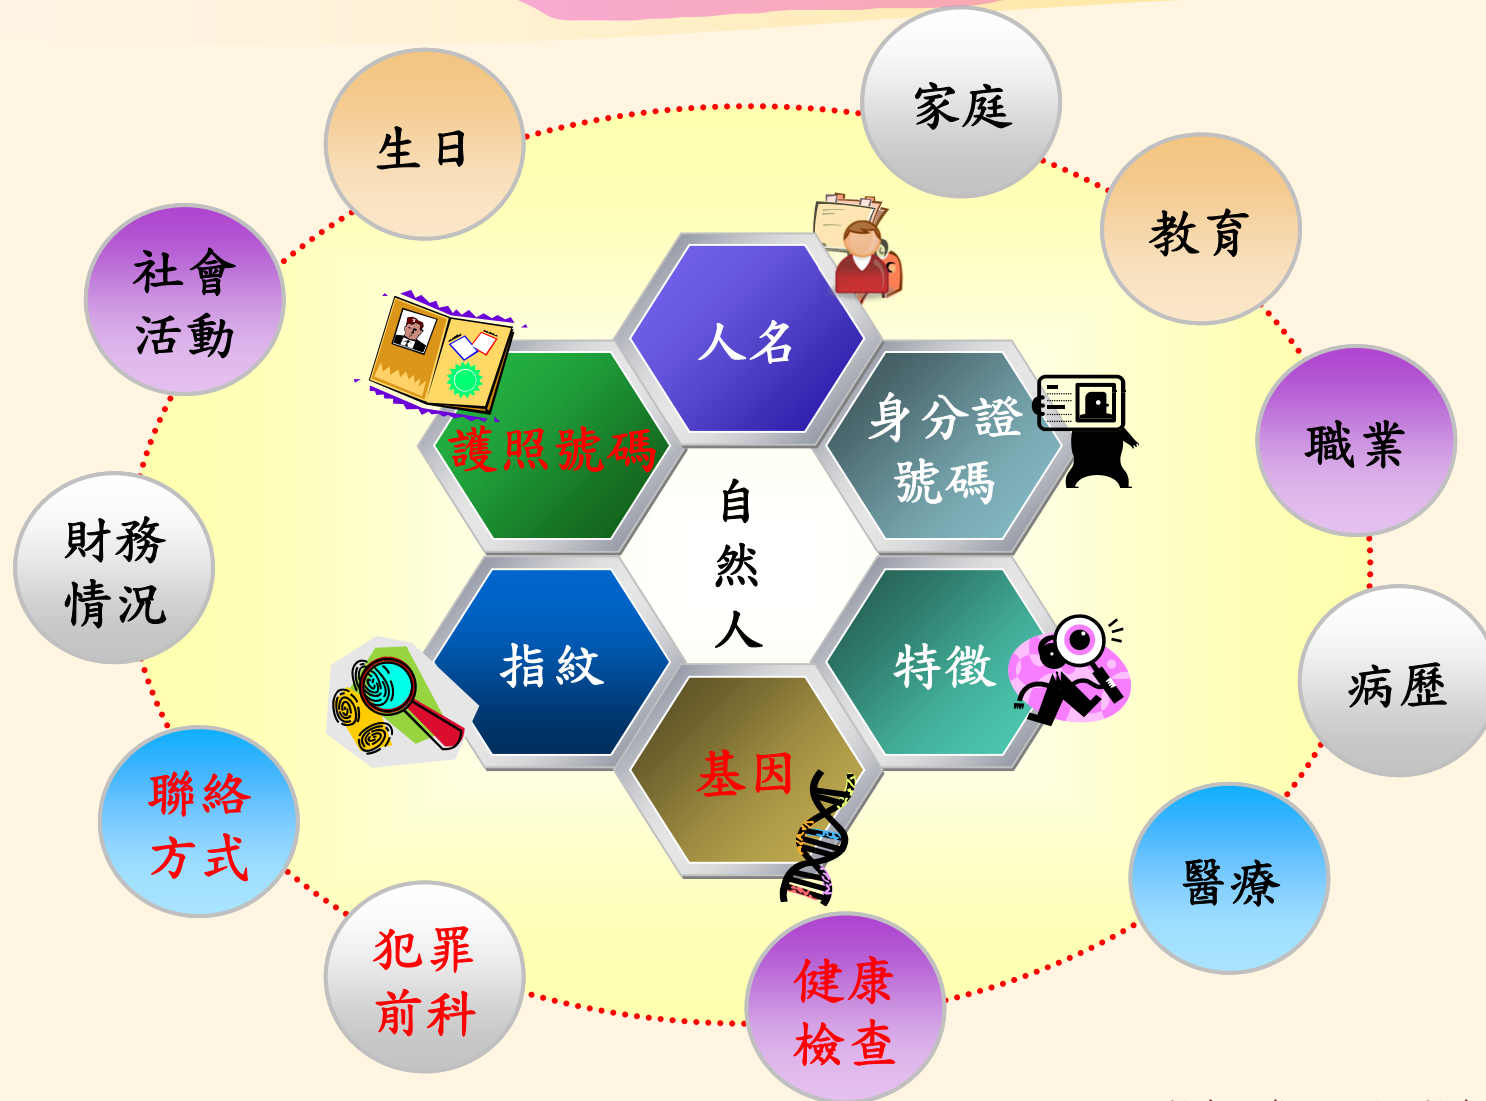 家庭
生日
教育
社會
活動
人名
身分證
號碼
護照號碼
職業
自
然
人
財務
情況
指紋
特徵
病歷
基因
聯絡
方式
醫療
犯罪
前科
健康
檢查